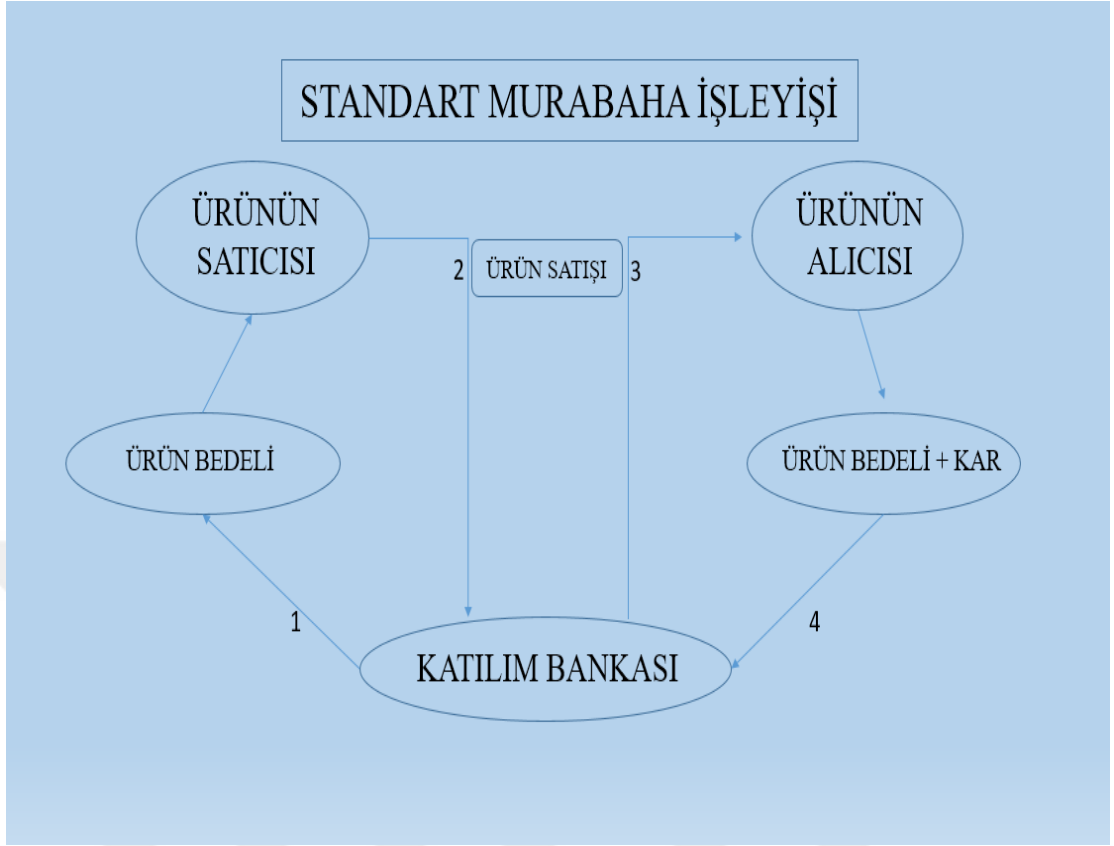 STANDART MURABAHA İŞLEYİŞİ
ÜRÜNÜN
SATICISI
ÜRÜNÜN
ALICISI
2
ÜRÜN SATIŞI
3
ÜRÜN BEDELİ
ÜRÜN BEDELİ + KAR
1
4
KATILIM BANKASI